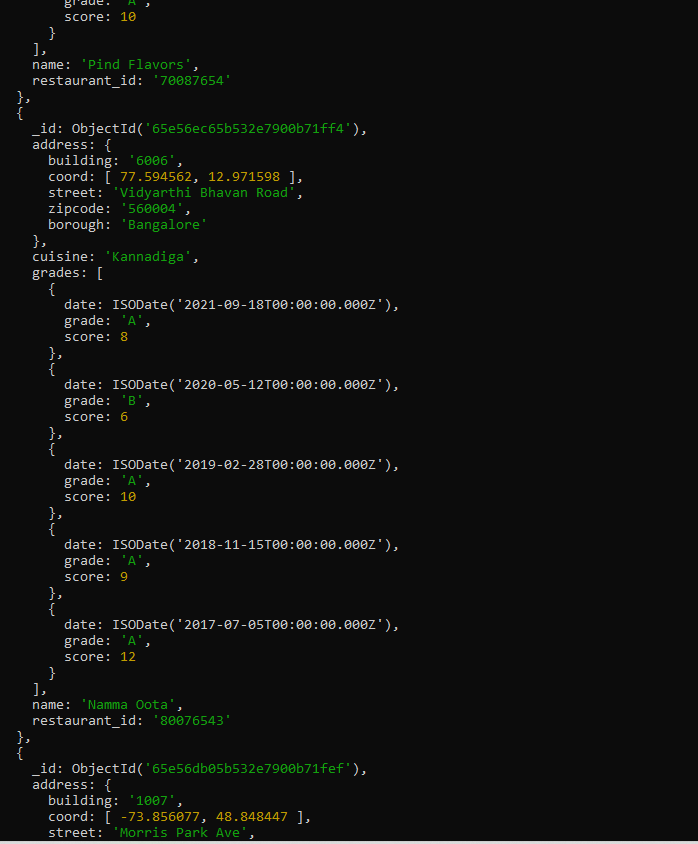 grade: 'A',
      score: 10
    }
  ],
  name: 'Pind Flavors',
  restaurant_id: '70087654'
},
{
  _id: ObjectId('65e56ec65b532e7900b71ff4'),
  address: {
    building: '6006',
    coord: [ 77.594562, 12.971598 ],
    street: 'Vidyarthi Bhavan Road',
    zipcode: '560004',
    borough: 'Bangalore'
  },
  cuisine: 'Kannadiga',
  grades: [
    {
      date: ISODate('2021-09-18T00:00:00.000Z'),
      grade: 'A',
      score: 8
    },
    {
      date: ISODate('2020-05-12T00:00:00.000Z'),
      grade: 'B',
      score: 6
    },
    {
      date: ISODate('2019-02-28T00:00:00.000Z'),
      grade: 'A',
      score: 10
    },
    {
      date: ISODate('2018-11-15T00:00:00.000Z'),
      grade: 'A',
      score: 9
    },
    {
      date: ISODate('2017-07-05T00:00:00.000Z'),
      grade: 'A',
      score: 12
    }
  ],
  name: 'Namma Oota',
  restaurant_id: '80076543'
},
{
  _id: ObjectId('65e56db05b532e7900b71fef'),
  address: {
    building: '1007',
    coord: [ -73.856077, 48.848447 ],
    street: 'Morris Park Ave',